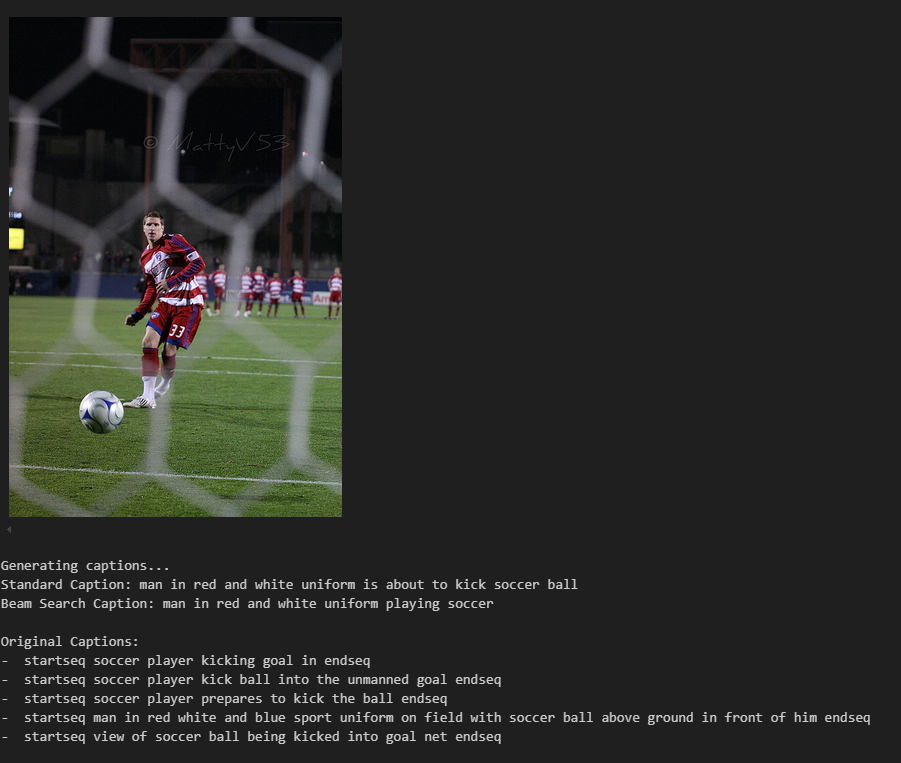 © MattyV53
33
Generating captions...
Standard Caption: man in red and white uniform is about to kick soccer ball
Beam Search Caption: man in red and white uniform playing soccer
Original Captions:
- startseq soccer player kicking goal in endseq
- startseq soccer player kick ball into the unmanned goal endseq
- startseq soccer player prepares to kick the ball endseq
- startseq man in red white and blue sport uniform on field with soccer ball above ground in front of him endseq
- startseq view of soccer ball being kicked into goal net endseq